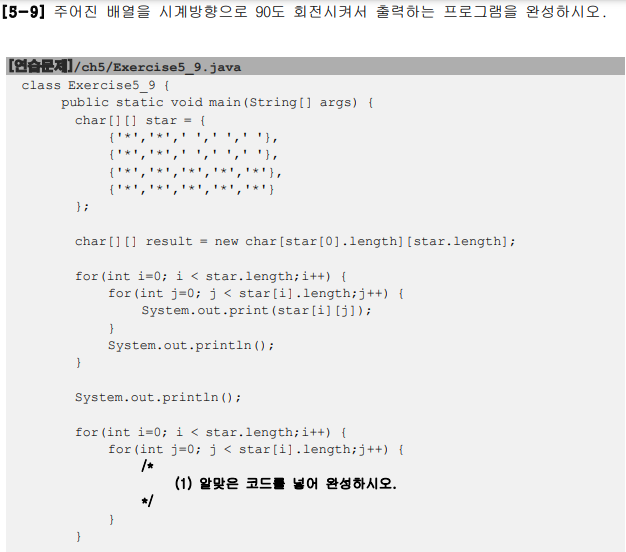 [5-9] 주어진 배열을 시계방향으로 90도 회전시켜서 출력하는 프로그램을 완성하시오.
[연습문제]/ch5/Exercise5_9.java
class Exercise5_9 {
public static void main(String[] args) {
char[][] star = {
{'*','*',' ',' ',' '},
{'*','*',' ',' ',' '},
{'*','*','*','*','*'},
{'*','*','*','*','*'}
};
char[][] result = new char[star[0].length][star.length];
for(int i=0; i < star.length;i++) {
for(int j=0; j < star[i].length;j++) {
System.out.print(star[i][j]);
}
System.out.println();
}
System.out.println();
for(int i=0; i < star.length;i++) {
for(int j=0; j < star[i].length;j++) {
/*
(1) 알맞은 코드를 넣어 완성하시오.
*/
}
}